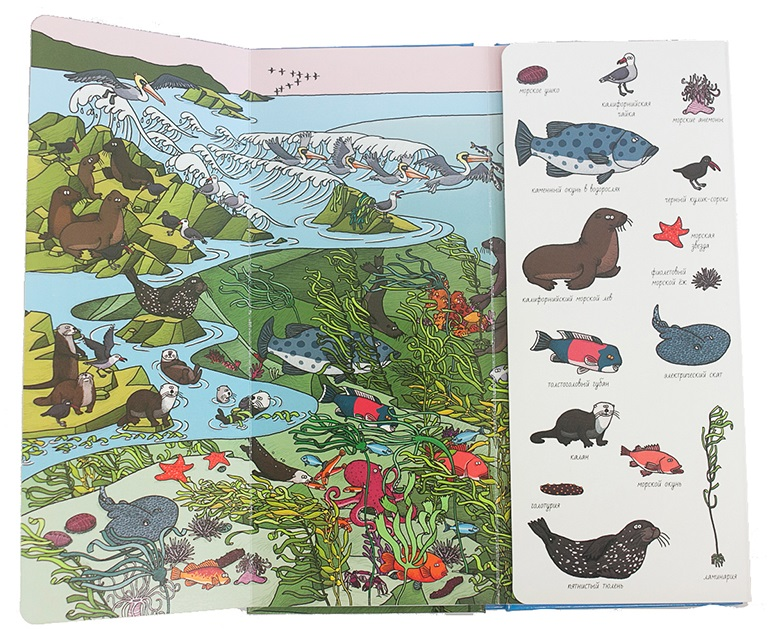 морское ушко
калифорнийская
чайка
морские анемоны
каменный окунь в водорослях
черный кулик-сорока
морская
звезда
фиолетовый
морской ёж
калифорнийский морской лев
толстоголовый губан
электрический скат
калан
морской окунь
голотурия
пятнистый тюлень
ламинария